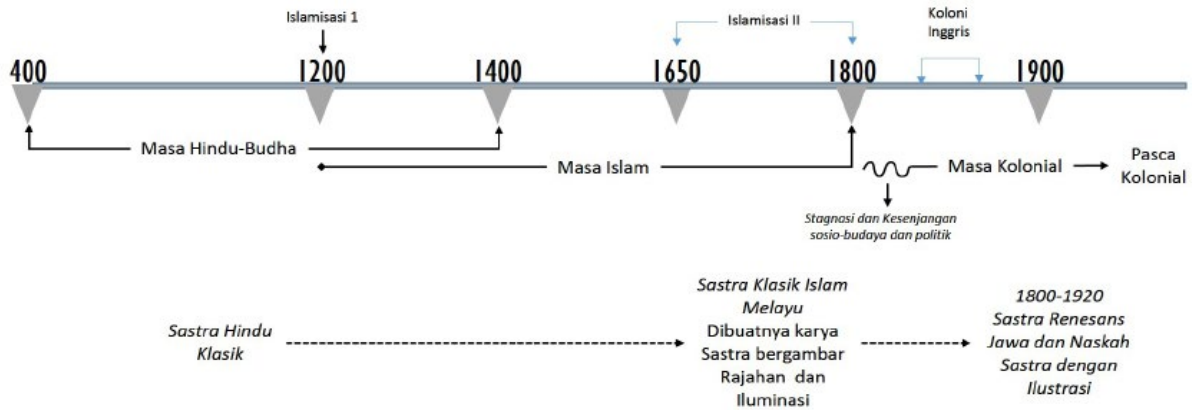 Islamisasi 1
Islamisasi II
Koloni
Inggris
400
1200
1400
1650
1800
1900
Masa Hindu-Budha
Masa Islam
Masa Kolonial
Pasca
Kolonial
Stagnasi dan Kesenjangan
sosio-budaya dan politik
Sastra Hindu
Klasik
Sastra Klasik Islam
Melayu
Dibuatnya karya
Sastra bergambar
Rajahan dan
Iluminasi
1800-1920
Sastra Renesans
Jawa dan Naskah
Sastra dengan
Ilustrasi